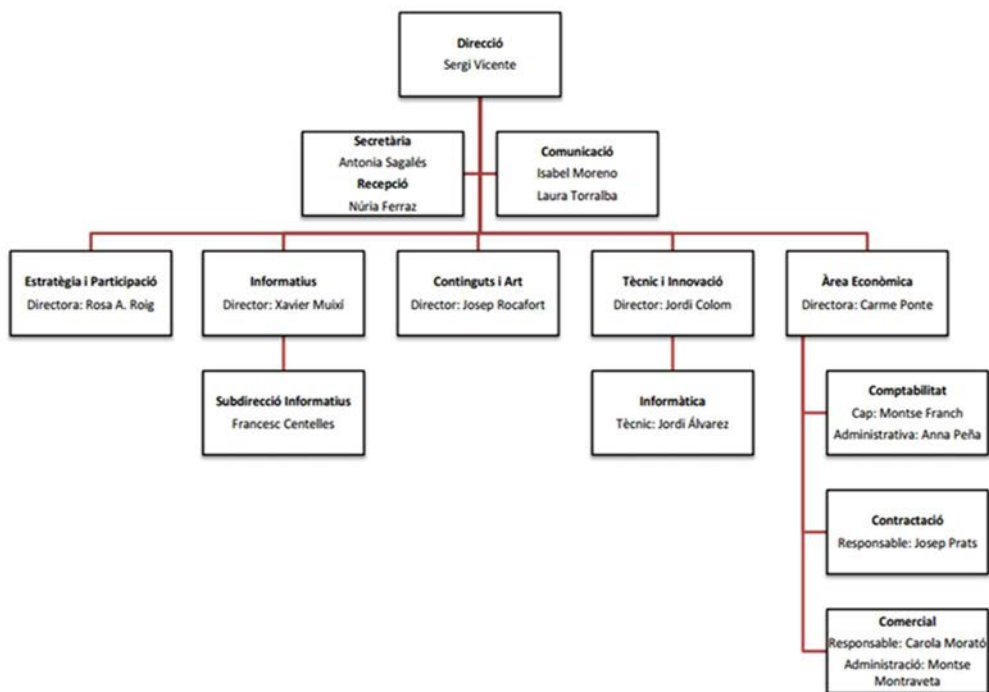 Direcció
Sergi Vicente
Secretària
Antonia Sagalés
Recepció
Núria Ferraz
Comunicació
Isabel Moreno
Laura Torralba
Estratègia i Participació
Directora: Rosa A. Roig
Informatius
Director: Xavier Muixí
Continguts i Art
Director: Josep Rocafort
Tècnic i Innovació
Director: Jordi Colom
Àrea Econòmica
Directora: Carme Ponte
Subdirecció Informatius
Francesc Centelles
Informàtica
Tècnic: Jordi Álvarez
Comptabilitat
Cap: Montse Franch
Administrativa: Anna Peña
Contractació
Responsable: Josep Prats
Comercial
Responsable: Carola Morató
Administració: Montse
Montraveta